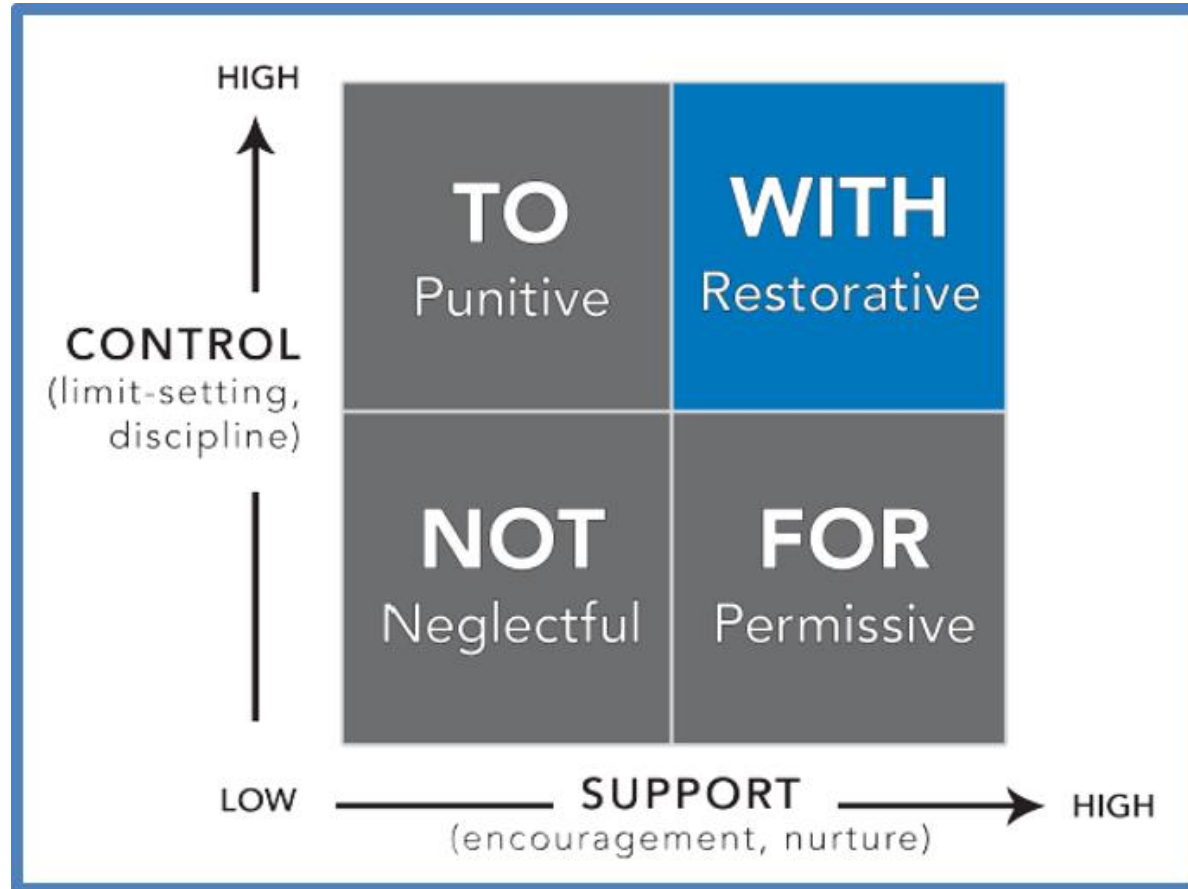 HIGH
TO
Punitive
WITH
Restorative
CONTROL
(limit-setting,
discipline)
NOT
Neglectful
FOR
Permissive
LOW
SUPPORT
HIGH
(encouragement, nurture)